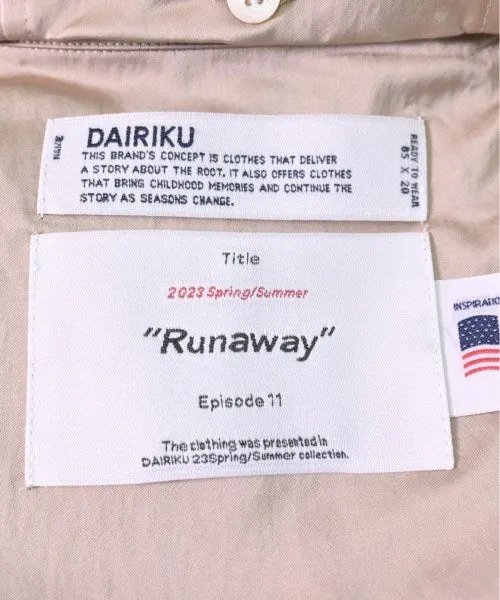 DAIRIKU
THIS BRAND'S CONCEPT IS CLOTHES THAT DELIVER
A STORY ABOUT THE ROOT. IT ALSO OFFERS CLOTHES
THAT BRING CHILDHOOD MEMORIES AND CONTINUE THE
STORY AS SEASONS CHANGE.
READY TO WEAR
85 X 20
Title
2023 Spring/Summer
"Runaway"
Episode 11
The clothing was presented in
DAIRIKU 23Spring/Summer collection.